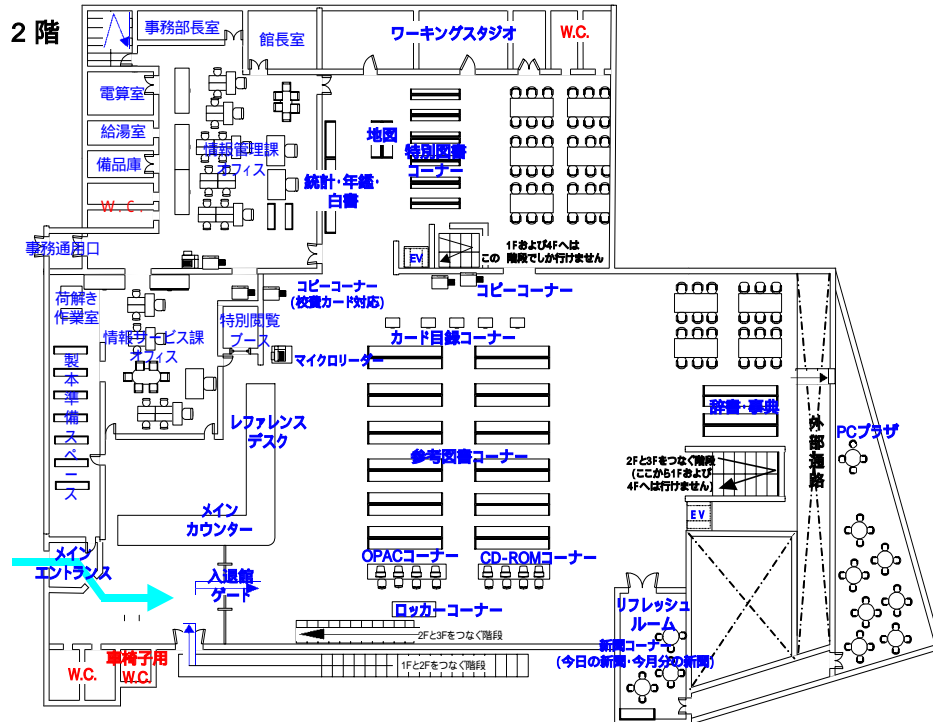 2 階
事務部長室
館長室
ワーキングスタジオ
W.C.
電算室
給湯室
備品庫
W.C.
情報管理課
オフィス
統計・年鑑・
白書
地図
特別図書
コーナー
事務通用口
EV
1Fおよび4Fへは
この 階段でしか行けません
コピーコーナー
(校費カード対応)
コピーコーナー
荷解き
作業室
情報サービス課
オフィス
特別閲覧
ブース
マイクロリーダー
カード目録コーナー
製本準備スペース
レファレンス
デスク
参考図書コーナー
辞書・事典
外部通路
PCプラザ
2Fと3Fをつなぐ階段
(ここから1Fおよび
4Fへは行けません)
EV
メイン
カウンター
メイン
エントランス
入退館
ゲート
OPACコーナー
CD-ROMコーナー
ロッカーコーナー
リフレッシュ
ルーム
新聞コーナー
(今日の新聞・今月分の新聞)
2Fと3Fをつなぐ階段
1Fと2Fをつなぐ階段
W.C.
車椅子用
W.C.